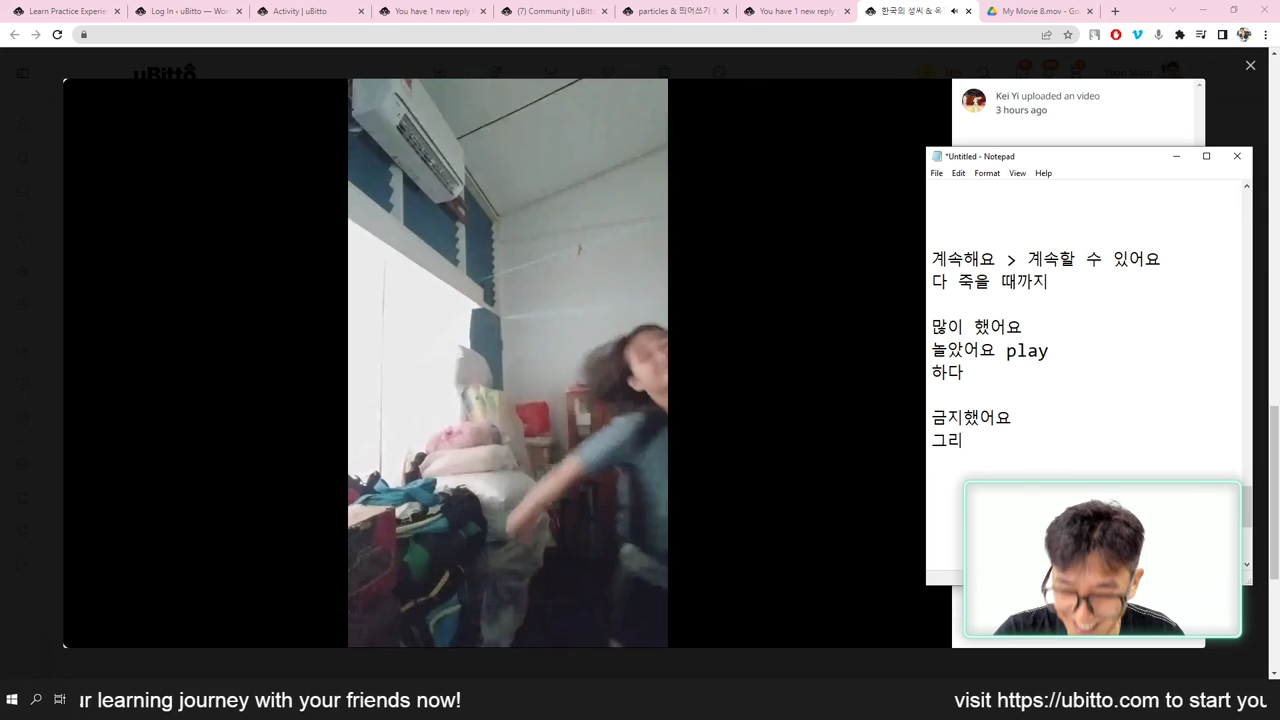 Learn Practice Experie
Log In ‹ uBitto — Wor
Activity | uBitto
You have 1 new reply
(7) Community | uBitt
particles & 띄어쓰기
You have 1 new reply
한국의 성씨 &
My Movie 8.mov - Goo
uBitto
Kei Yi uploaded an video
3 hours ago
*Untitled - Notepad
File Edit Format View Help
계속해요 > 계속할 수 있어요
다 죽을 때까지
많이 했어요
놀았어요 play
하다
금지했어요
그리
ur learning journey with your friends now!
visit https://ubitto.com to start you